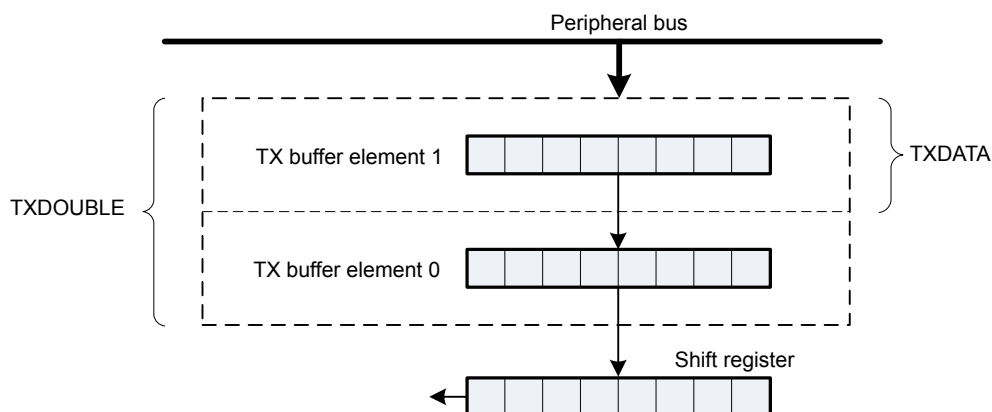 Peripheral bus
TX buffer element 1
TXDATA
TXDOUBLE
TX buffer element 0
Shift register